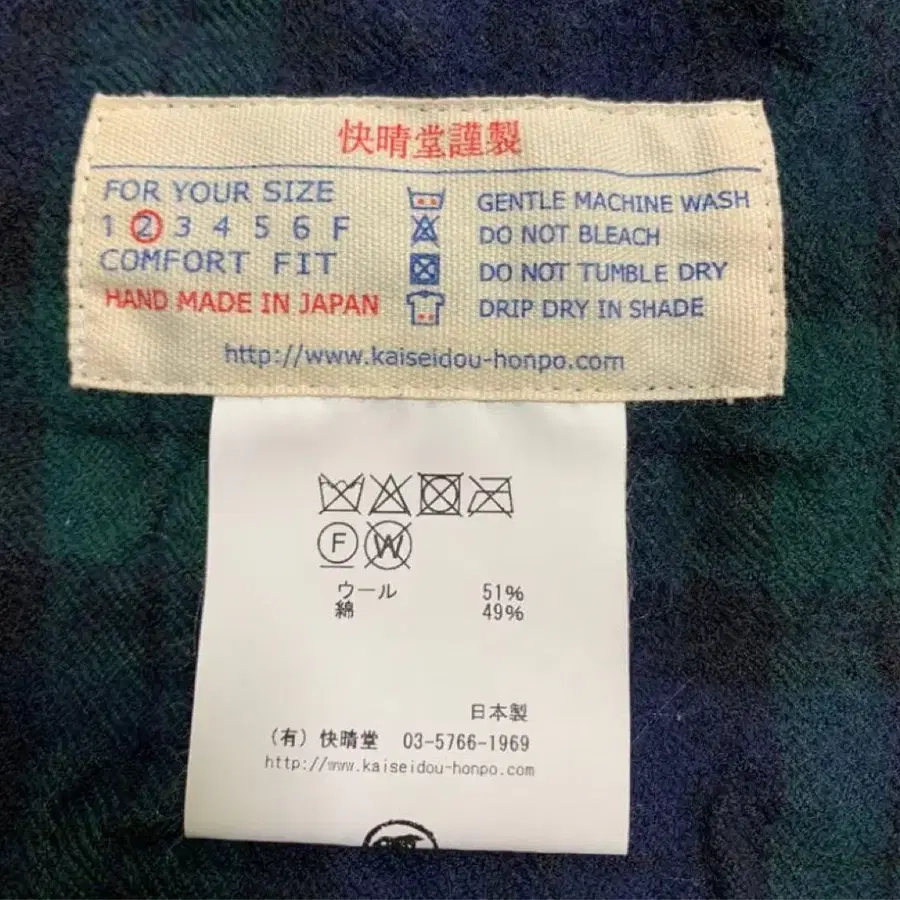 快晴堂謹製
FOR YOUR SIZE
1 2 3 4 5 6 F
COMFORT FIT
HAND MADE IN JAPAN
GENTLE MACHINE WASH
DO NOT BLEACH
DO NOT TUMBLE DRY
DRIP DRY IN SHADE
http://www.kaiseidou-honpo.com
F W
ウール 51%
綿 49%
日本製
(有) 快晴堂 03-5766-1969
http://www.kaiseidou-honpo.com